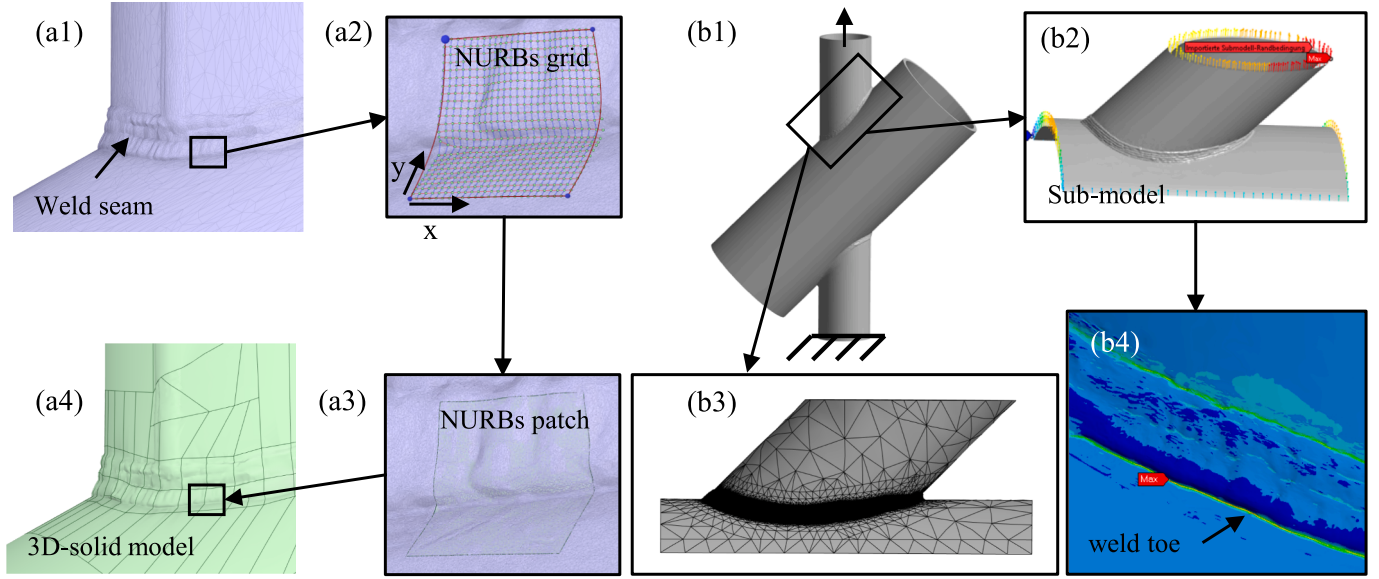 (a1)
Weld seam
(a2)
NURBs grid
y
x
(b1)
(b2)
Importierte Submodell-Randbedingung
Max
Sub-model
(a4)
3D-solid model
(a3)
NURBs patch
(b3)
(b4)
Max
weld toe